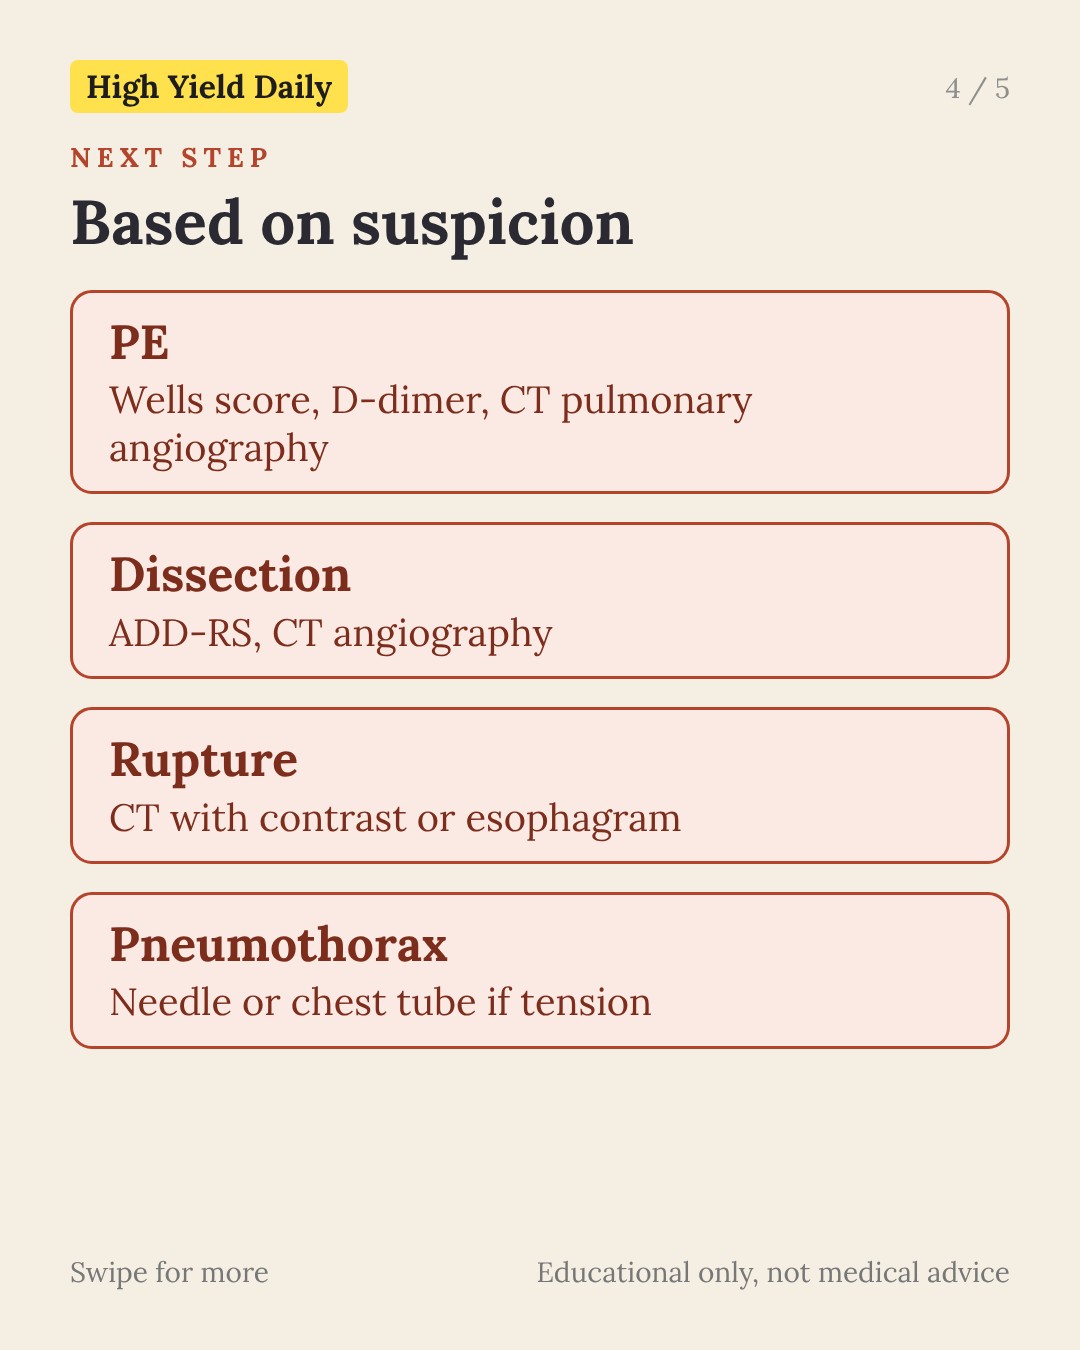 High Yield Daily
4 / 5
NEXT STEP
Based on suspicion
PE
Wells score, D-dimer, CT pulmonary
angiography
Dissection
ADD-RS, CT angiography
Rupture
CT with contrast or esophagram
Pneumothorax
Needle or chest tube if tension
Swipe for more
Educational only, not medical advice